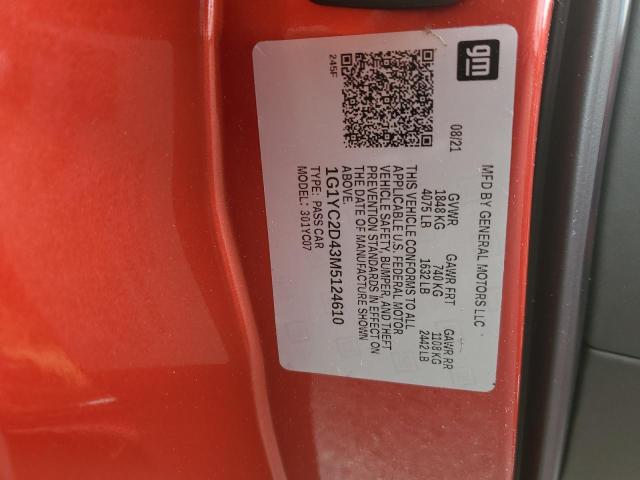 gm
MFD BY GENERAL MOTORS LLC
08/21
GVWR GAWR FRT GAWR RR
1848 KG 740 KG 1108 KG
4075 LB 1632 LB 2442 LB
245F
THIS VEHICLE CONFORMS TO ALL
APPLICABLE U.S. FEDERAL MOTOR
VEHICLE SAFETY, BUMPER, AND THEFT
PREVENTION STANDARDS IN EFFECT ON
THE DATE OF MANUFACTURE SHOWN
ABOVE.
1G1YC2D43M5124610
TYPE: PASS CAR
MODEL: 301YC07